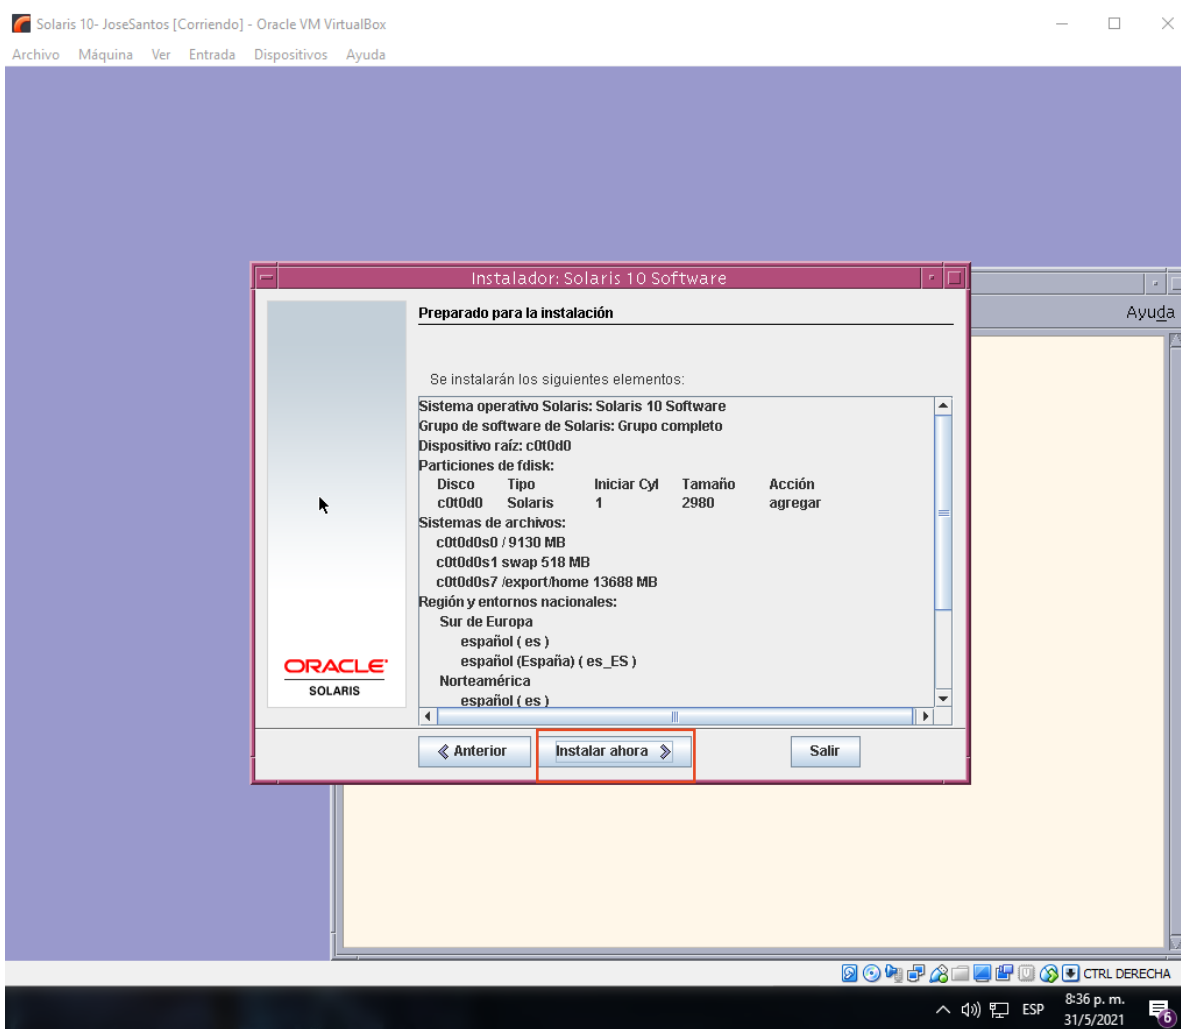 Solaris 10- JoseSantos [Corriendo] - Oracle VM VirtualBox
Archivo Máquina Ver Entrada Dispositivos Ayuda
Instalador: Solaris 10 Software
Ayuda
Preparado para la instalación
Se instalarán los siguientes elementos:
Sistema operativo Solaris: Solaris 10 Software
Grupo de software de Solaris: Grupo completo
Dispositivo raíz: c0t0d0
Particiones de fdisk:
Disco Tipo Iniciar Cyl Tamaño Acción
c0t0d0 Solaris 1 2980 agregar
Sistemas de archivos:
c0t0d0s0 / 9130 MB
c0t0d0s1 swap 518 MB
c0t0d0s7 /export/home 13688 MB
Región y entornos nacionales:
Sur de Europa
español ( es )
español (España) ( es_ES )
Norteamérica
español ( es )
ORACLE
SOLARIS
Anterior Instalar ahora Salir
CTRL DERECHA
ESP 8:36 p. m.
31/5/2021
6